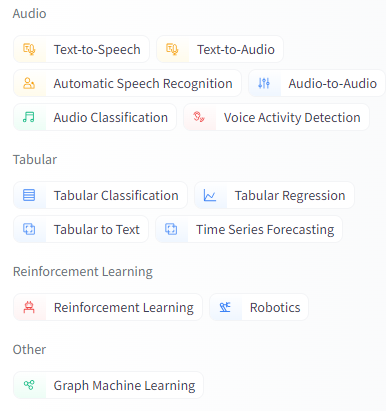 Audio
Text-to-Speech Text-to-Audio
Automatic Speech Recognition Audio-to-Audio
Audio Classification Voice Activity Detection
Tabular
Tabular Classification Tabular Regression
Tabular to Text Time Series Forecasting
Reinforcement Learning
Reinforcement Learning Robotics
Other
Graph Machine Learning